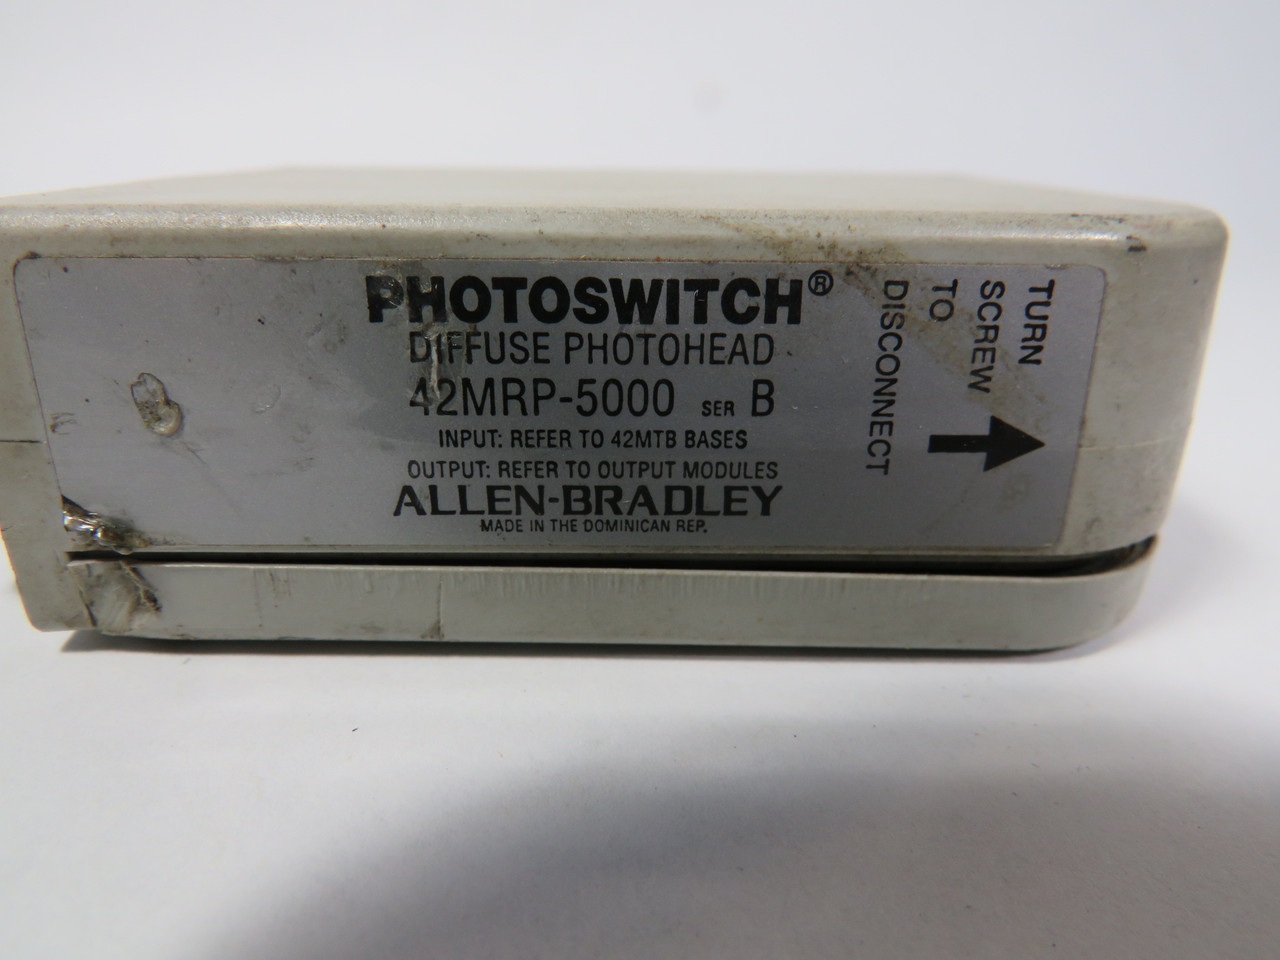 PHOTOSWITCH®
DIFFUSE PHOTOHEAD
42MRP-5000 SER B
INPUT: REFER TO 42MTB BASES
OUTPUT: REFER TO OUTPUT MODULES
ALLEN-BRADLEY
MADE IN THE DOMINICAN REP.
TURN
SCREW
TO
DISCONNECT